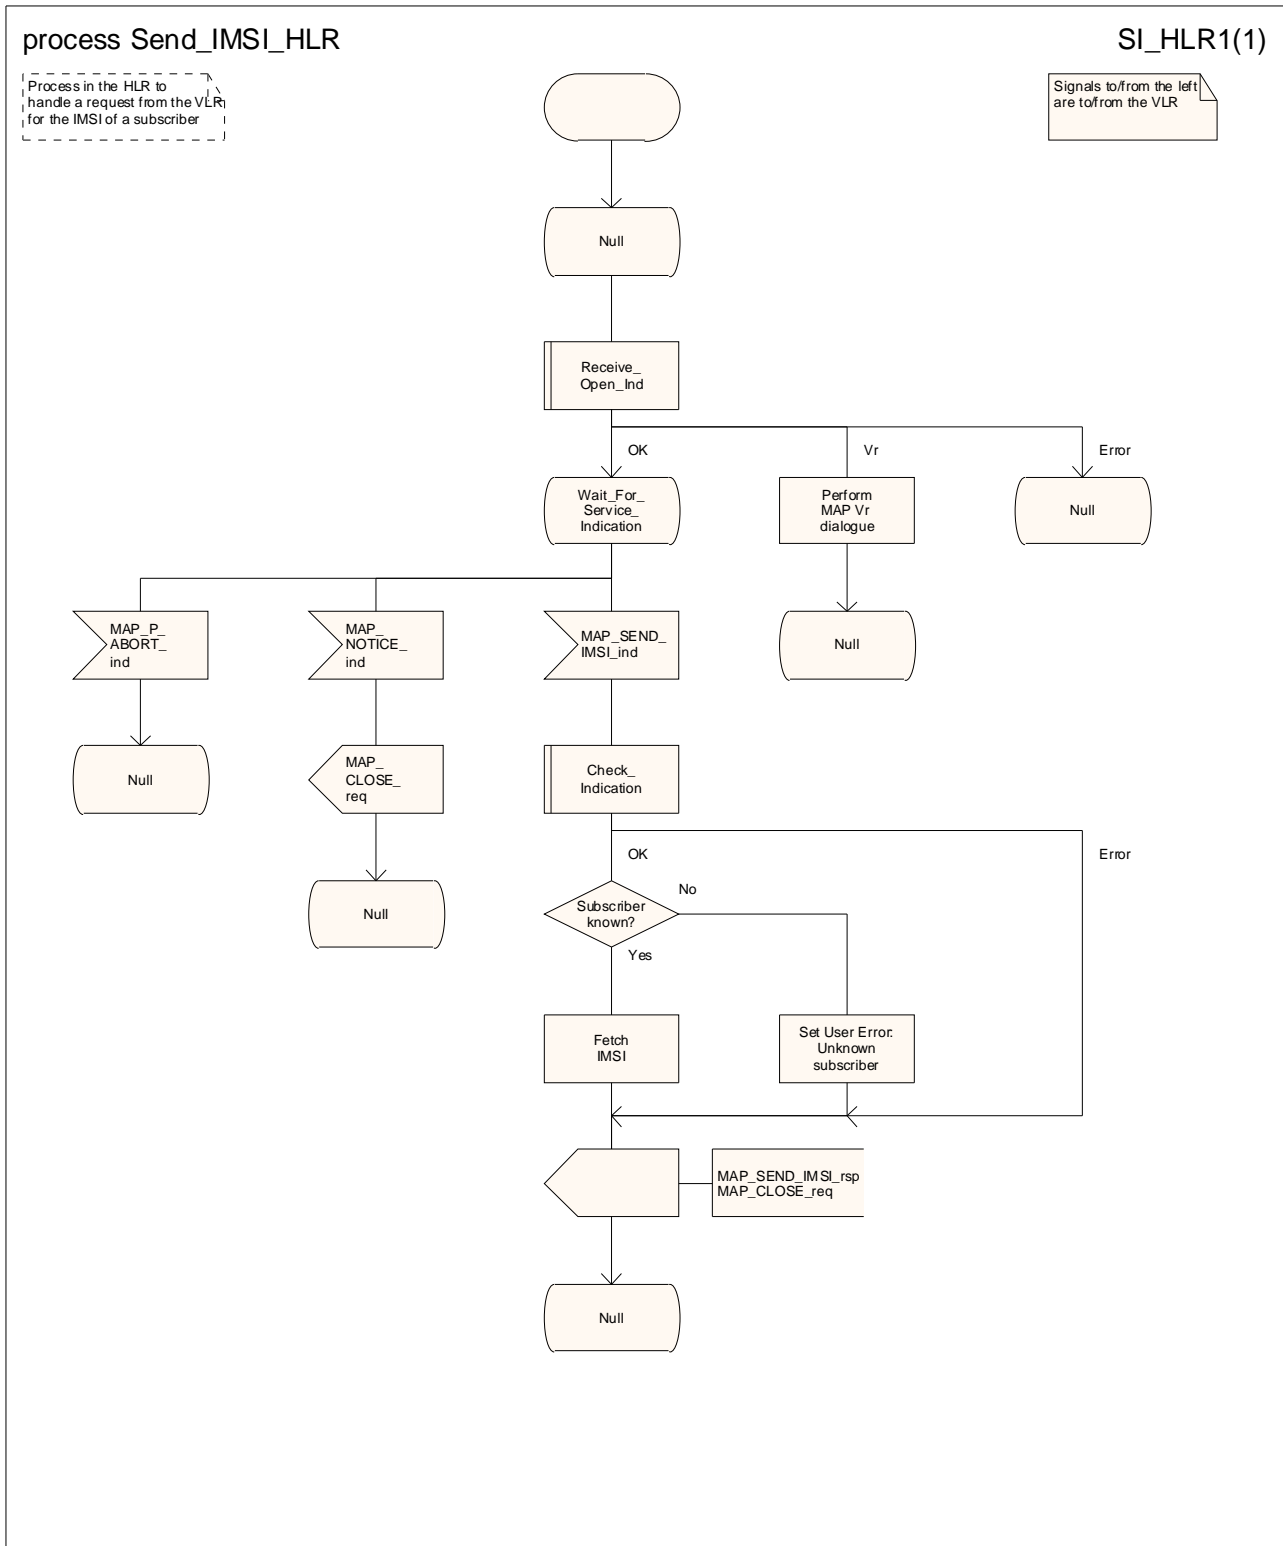 process Send_IMSI_HLR
SI_HLR1(1)
Process in the HLR to
handle a request from the VLR
for the IMSI of a subscriber
Signals to/from the left
are to/from the VLR
Null
Receive_
Open_Ind
OK
Vr
Error
Wait_For_
Service_
Indication
Perform
MAP Vr
dialogue
Null
MAP_P_
ABORT_
ind
MAP_
NOTICE_
ind
MAP_SEND_
IMSI_ind
Null
Null
MAP_
CLOSE_
req
Check_
Indication
OK
Error
Null
Subscriber
known?
No
Yes
Fetch
IMSI
Set User Error:
Unknown
subscriber
MAP_SEND_IMSI_rsp
MAP_CLOSE_req
Null